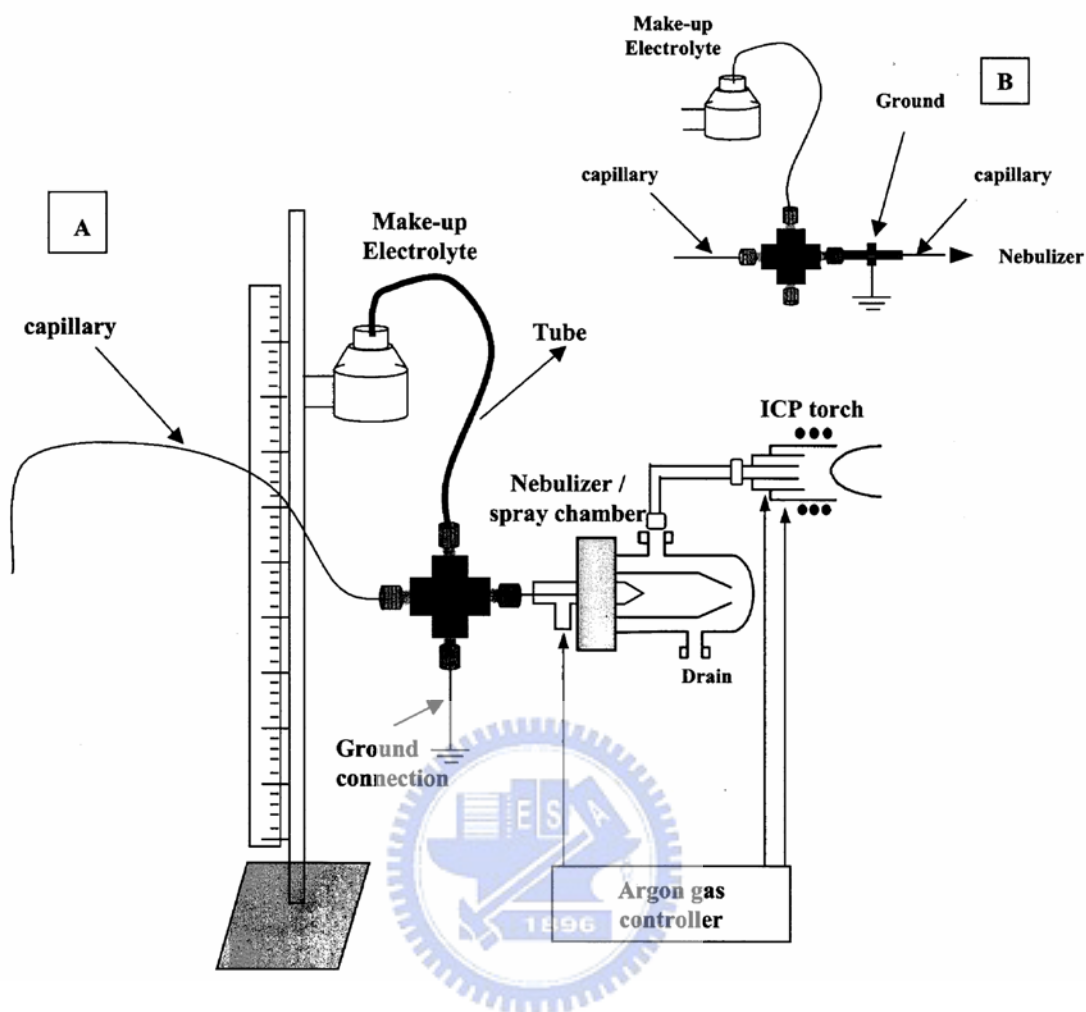 Make-up
Electrolyte
B
Ground
capillary
capillary
Nebulizer
A
Make-up
Electrolyte
capillary
Tube
ICP torch
Nebulizer /
spray chamber
Drain
Ground
connection
E S A
Argon gas
controller
1896